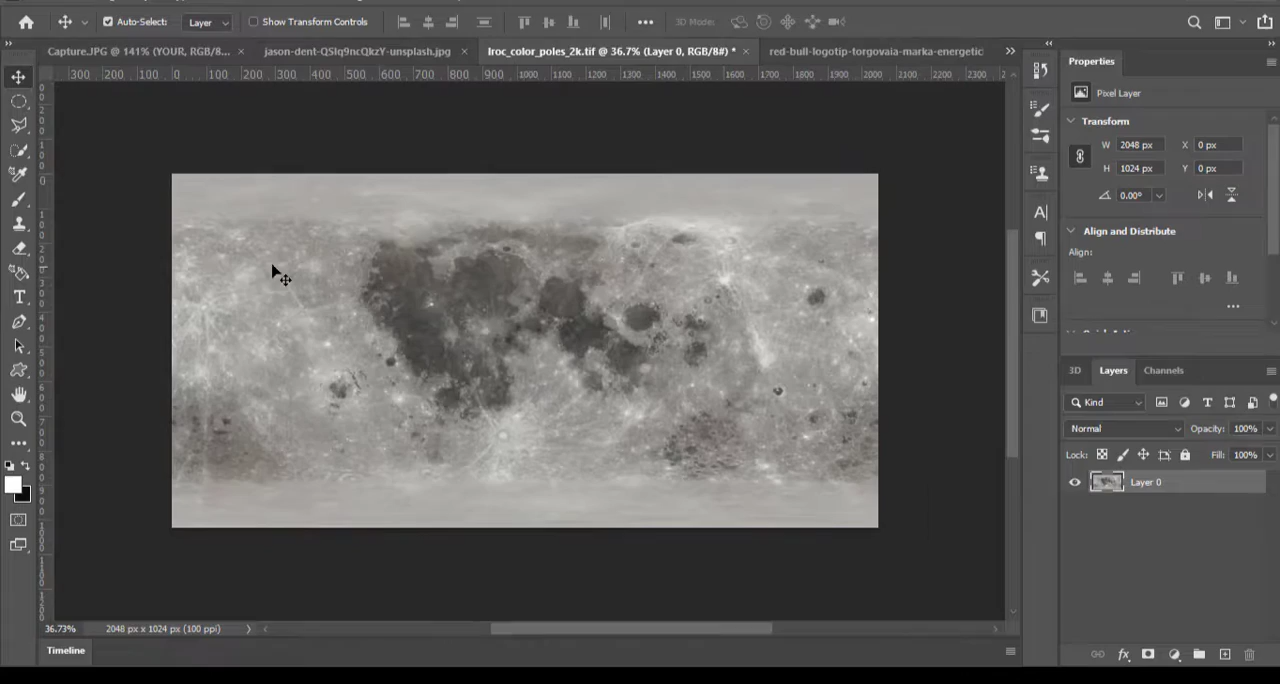 Auto-Select: Layer Show Transform Controls 3D Mode:
Capture.JPG @ 141% (YOUR, RGB/8... × jason-dent-QSlq9ncQkzY-unsplash.jpg × lroc_color_poles_2k.tif @ 36.7% (Layer 0, RGB/8#) * × red-bull-logotip-torgovaia-marka-energetic
300 200 100 0 100 200 300 400 500 600 700 800 900 1000 1100 1200 1300 1400 1500 1600 1700 1800 1900 2000 2100 2200 2300
Properties
Pixel Layer
Transform
W 2048 px X 0 px
H 1024 px Y 0 px
0.00°
Align and Distribute
Align:
3D Layers Channels
Kind
Normal Opacity: 100%
Lock: Fill: 100%
Layer 0
36.73% 2048 px x 1024 px (100 ppi)
Timeline